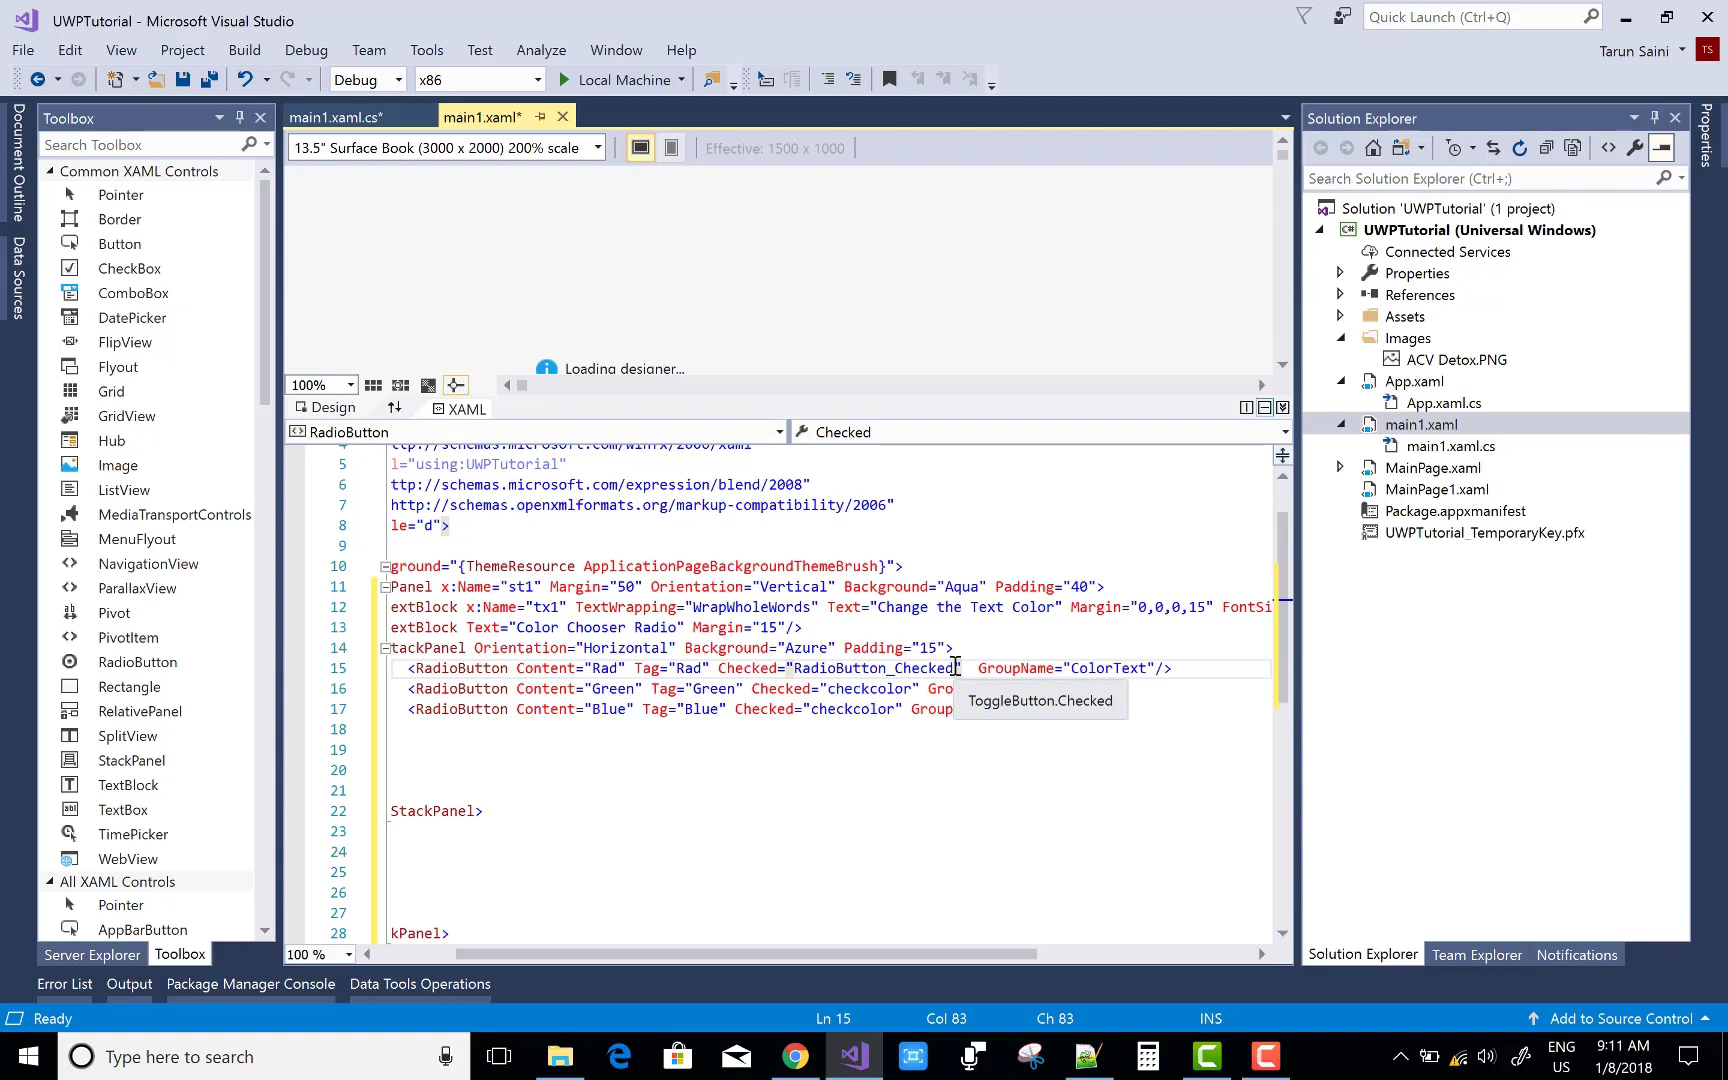 UWPTutorial - Microsoft Visual Studio
Quick Launch (Ctrl+Q)
File Edit View Project Build Debug Team Tools Test Analyze Window Help
Tarun Saini TS
Debug x86 Local Machine
Document Outline
Data Sources
Toolbox
Search Toolbox
Common XAML Controls
Pointer
Border
Button
CheckBox
ComboBox
DatePicker
FlipView
Flyout
Grid
GridView
Hub
Image
ListView
MediaTransportControls
MenuFlyout
NavigationView
ParallaxView
Pivot
PivotItem
RadioButton
Rectangle
RelativePanel
SplitView
StackPanel
TextBlock
TextBox
TimePicker
WebView
All XAML Controls
Pointer
AppBarButton
Server Explorer Toolbox
main1.xaml.cs* main1.xaml*
13.5" Surface Book (3000 x 2000) 200% scale Effective: 1500 x 1000
Loading designer...
100%
Design XAML
RadioButton Checked
4 ttp://schemas.microsoft.com/winfx/2006/xaml"
5 l="using:UWPTutorial"
6 ttp://schemas.microsoft.com/expression/blend/2008"
7 http://schemas.openxmlformats.org/markup-compatibility/2006"
8 le="d">
9
10 ground="{ThemeResource ApplicationPageBackgroundThemeBrush}">
11 Panel x:Name="st1" Margin="50" Orientation="Vertical" Background="Aqua" Padding="40">
12 extBlock x:Name="tx1" TextWrapping="WrapWholeWords" Text="Change the Text Color" Margin="0,0,0,15" FontSi
13 extBlock Text="Color Chooser Radio" Margin="15"/>
14 tackPanel Orientation="Horizontal" Background="Azure" Padding="15">
15 <RadioButton Content="Rad" Tag="Rad" Checked="RadioButton_Checked" GroupName="ColorText"/>
16 <RadioButton Content="Green" Tag="Green" Checked="checkcolor" Gro
17 <RadioButton Content="Blue" Tag="Blue" Checked="checkcolor" Group
ToggleButton.Checked
18
19
20
21
22 StackPanel>
23
24
25
26
27
28 kPanel>
100 %
Solution Explorer
Search Solution Explorer (Ctrl+;)
Solution 'UWPTutorial' (1 project)
UWPTutorial (Universal Windows)
Connected Services
Properties
References
Assets
Images
ACV Detox.PNG
App.xaml
App.xaml.cs
main1.xaml
main1.xaml.cs
MainPage.xaml
MainPage1.xaml
Package.appxmanifest
UWPTutorial_TemporaryKey.pfx
Solution Explorer Team Explorer Notifications
Properties
Error List Output Package Manager Console Data Tools Operations
Ready Ln 15 Col 83 Ch 83 INS Add to Source Control
Type here to search
ENG
US
9:11 AM
1/8/2018